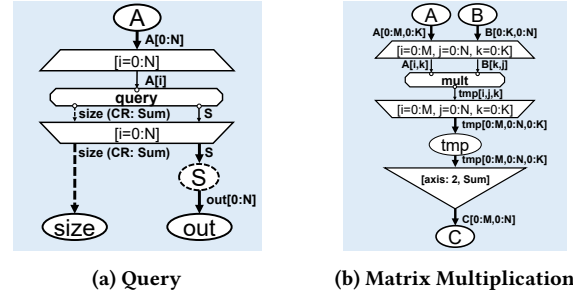 A
A[0:N]
[i=0:N]
A[i]
query
size (CR: Sum) S
[i=0:N]
size (CR: Sum) S
S
out[0:N]
size out
(a) Query
A B
A[0:M,0:K] B[0:K,0:N]
[i=0:M, j=0:N, k=0:K]
A[i,k] B[k,j]
mult
tmp[i,j,k]
[i=0:M, j=0:N, k=0:K]
tmp[0:M,0:N,0:K]
tmp
tmp[0:M,0:N,0:K]
[axis: 2, Sum]
C[0:M,0:N]
C
(b) Matrix Multiplication